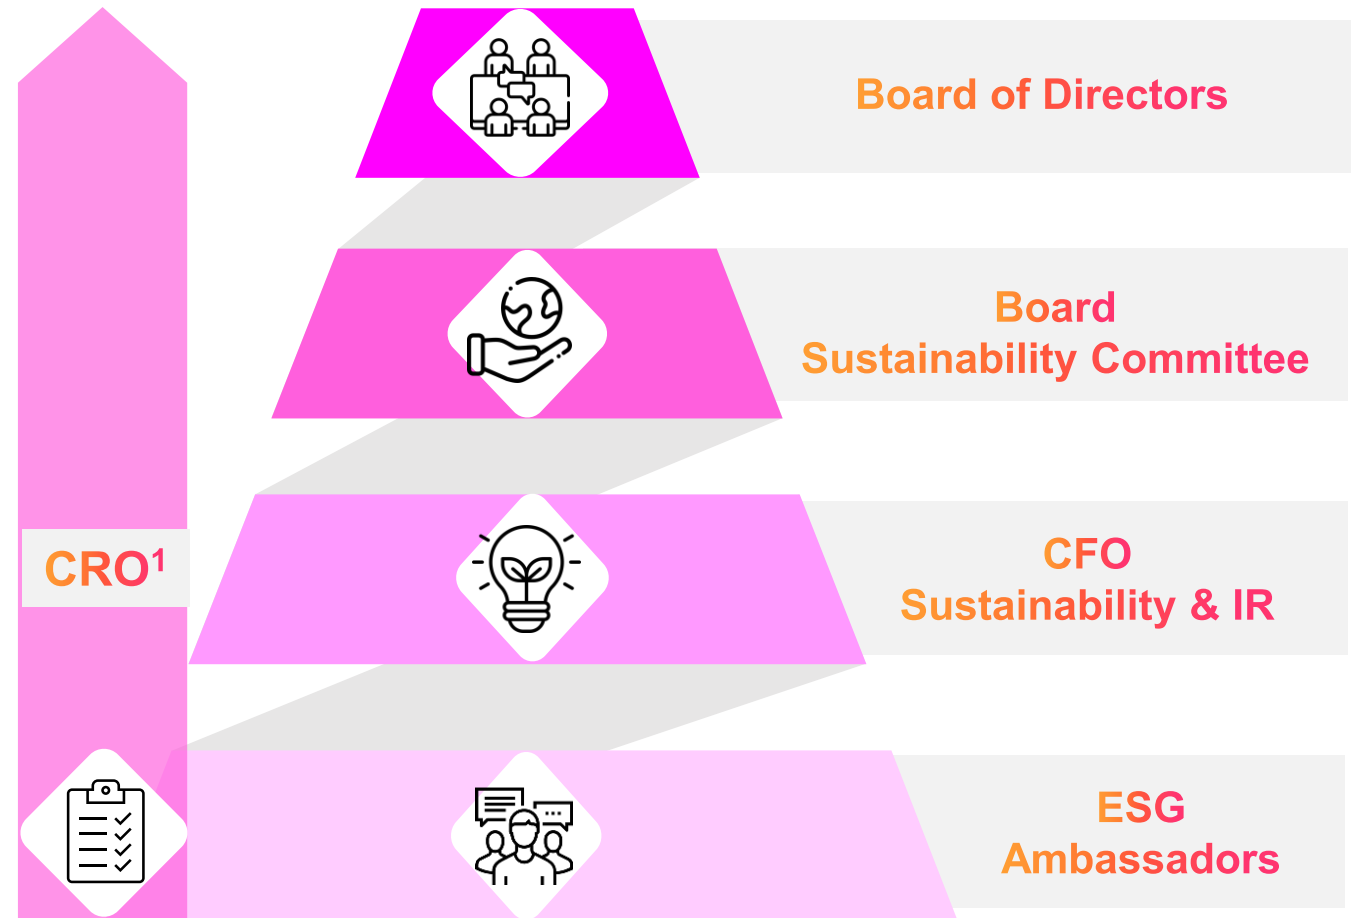 Board of Directors
Board
Sustainability Committee
CFO
Sustainability & IR
CRO¹
ESG
Ambassadors